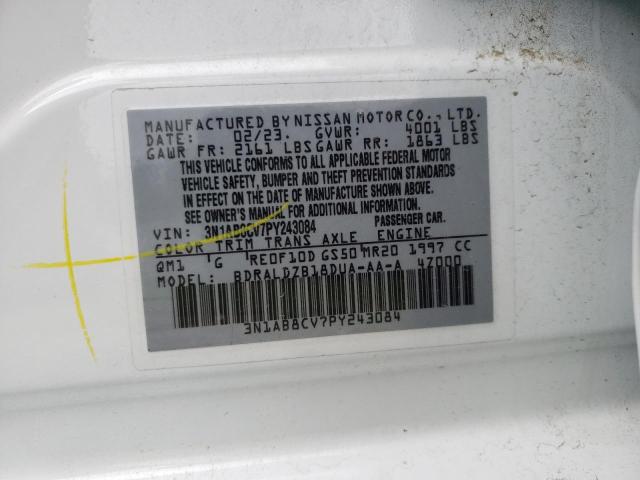 MANUFACTURED BY NISSAN MOTOR CO., LTD.
DATE: 02/23. GVWR: 4001 LBS
GAWR FR: 2161 LBS GAWR RR: 1863 LBS
THIS VEHICLE CONFORMS TO ALL APPLICABLE FEDERAL MOTOR
VEHICLE SAFETY, BUMPER AND THEFT PREVENTION STANDARDS
IN EFFECT ON THE DATE OF MANUFACTURE SHOWN ABOVE.
SEE OWNER'S MANUAL FOR ADDITIONAL INFORMATION.
VIN: 3N1AB8CV7PY243084 PASSENGER CAR.
COLOR TRIM TRANS AXLE ENGINE
QM1 G RE0F10D GS50 MR20 1997 CC
MODEL: BDRALDZB18DUA-AA-A 47000
3N1AB8CV7PY243084